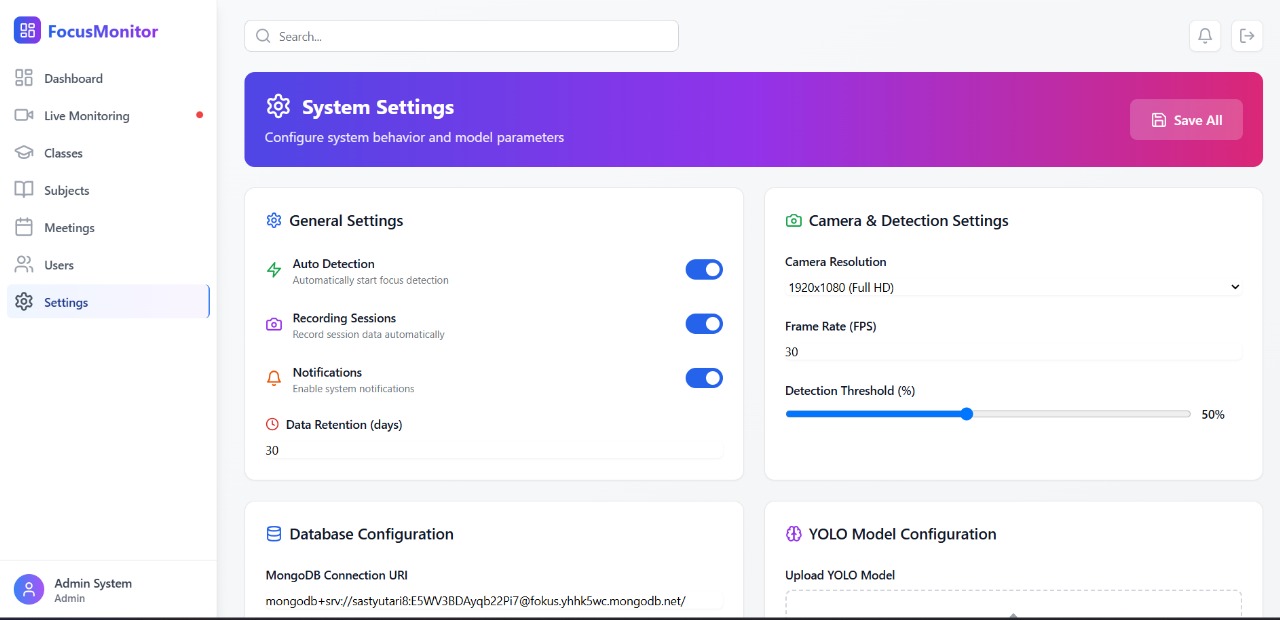 FocusMonitor
Dashboard
Live Monitoring
Classes
Subjects
Meetings
Users
Settings
Admin System
Admin
Search...
System Settings
Configure system behavior and model parameters
Save All
General Settings
Auto Detection
Automatically start focus detection
Recording Sessions
Record session data automatically
Notifications
Enable system notifications
Data Retention (days)
30
Camera & Detection Settings
Camera Resolution
1920x1080 (Full HD)
Frame Rate (FPS)
30
Detection Threshold (%)
50%
Database Configuration
MongoDB Connection URI
mongodb+srv://sastyutari8:E5WV3BDAyqb22Pi7@fokus.yhhk5wc.mongodb.net/
YOLO Model Configuration
Upload YOLO Model